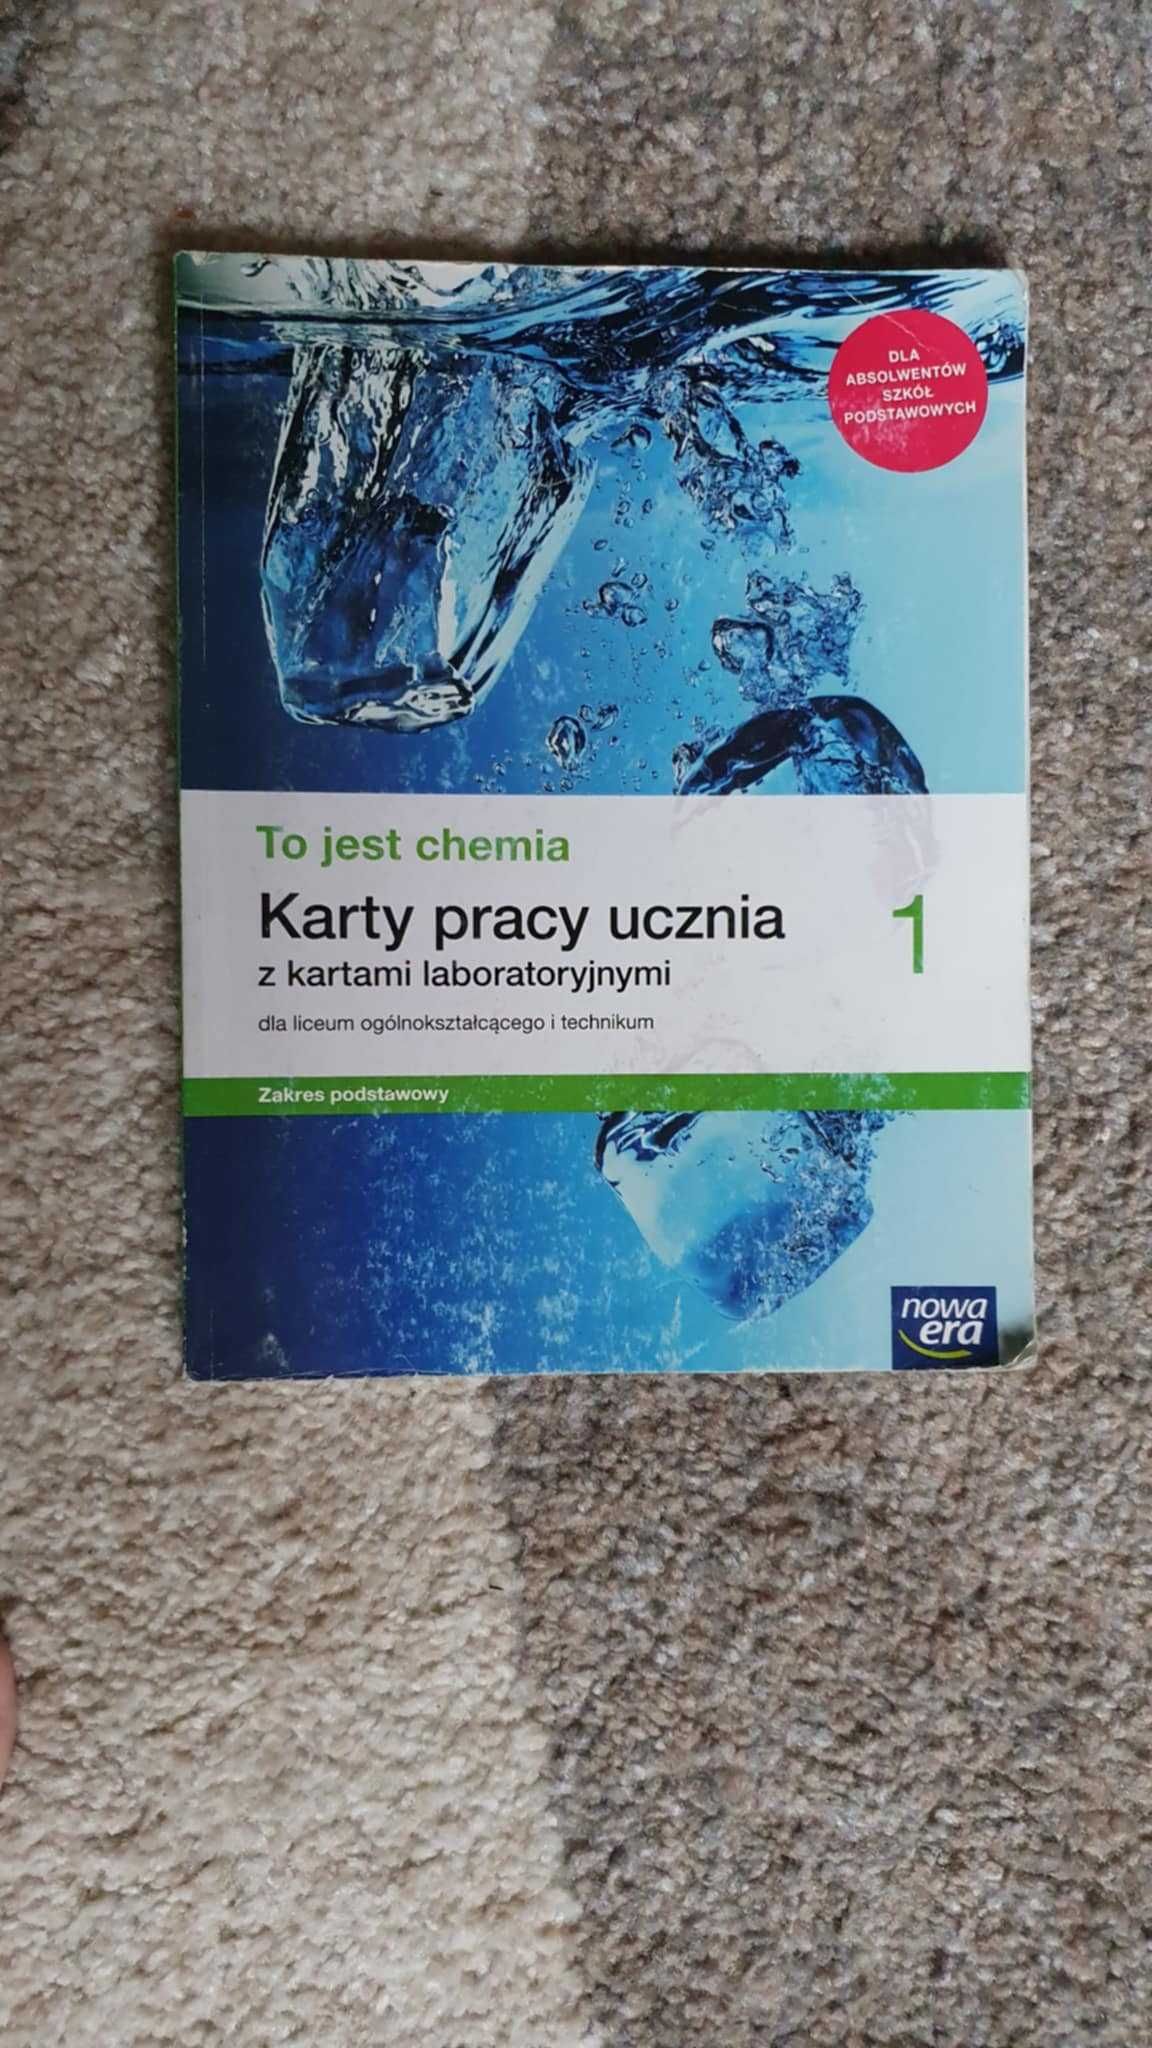 DLA
ABSOLWENTÓW
SZKÓŁ
PODSTAWOWYCH
To jest chemia
Karty pracy ucznia
1
z kartami laboratoryjnymi
dla liceum ogólnokształcącego i technikum
Zakres podstawowy
nowa
era